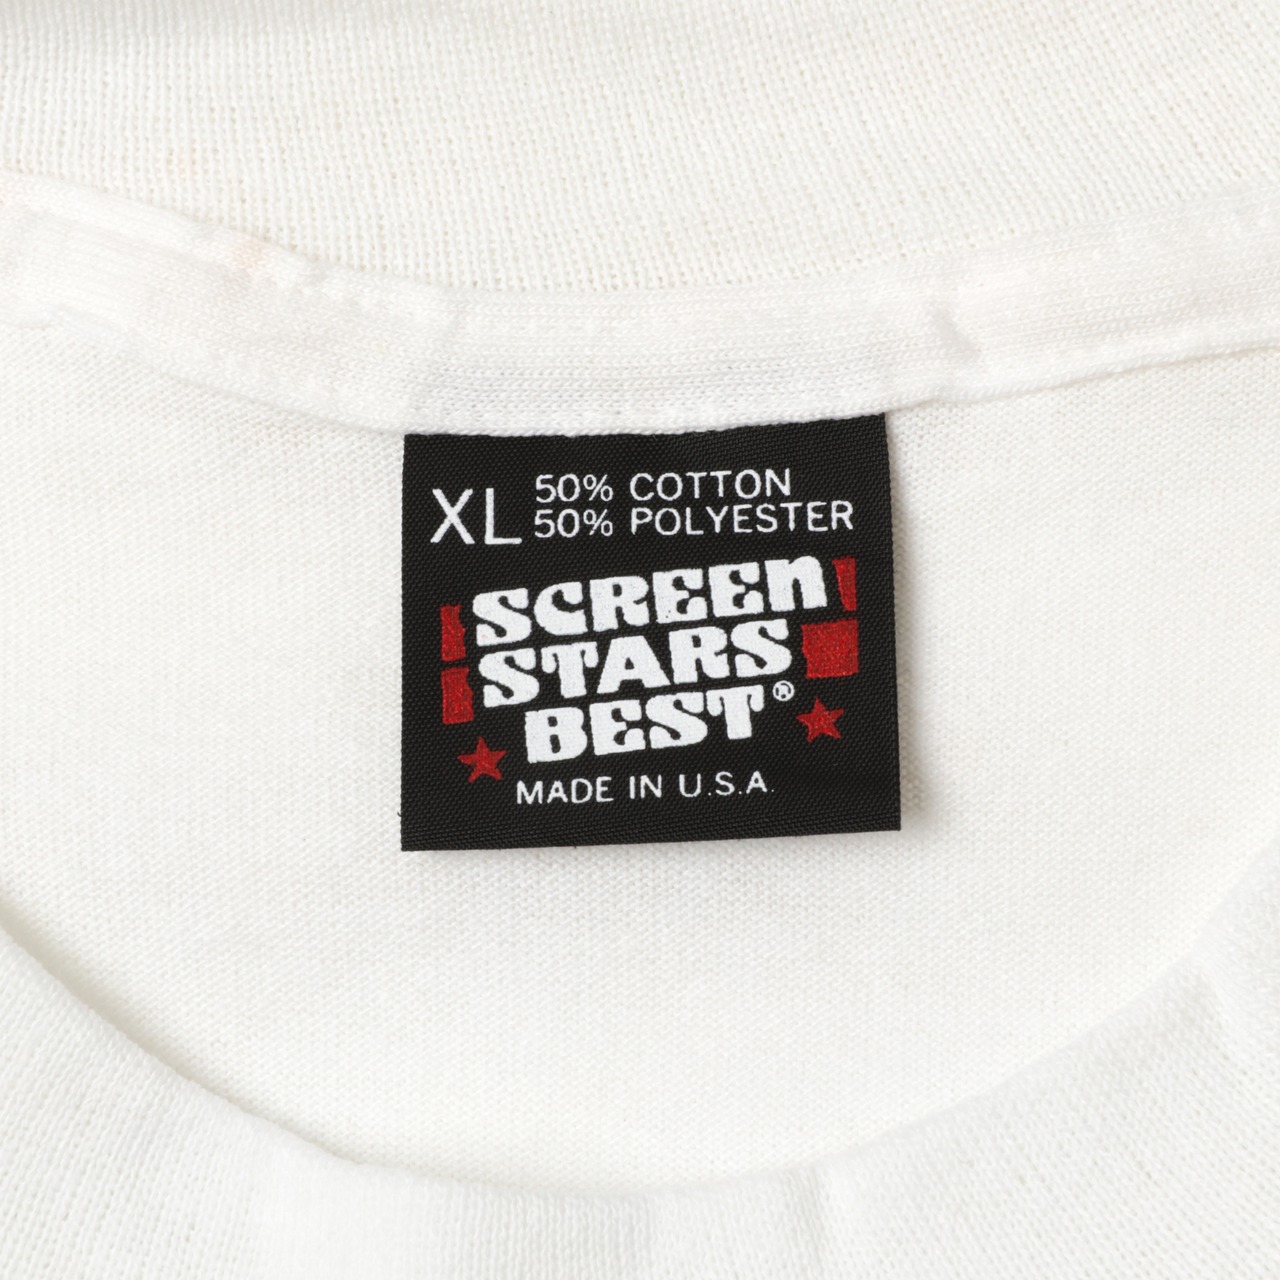 XL 50% COTTON
50% POLYESTER
SCREEN
STARS
BEST®
MADE IN U.S.A.